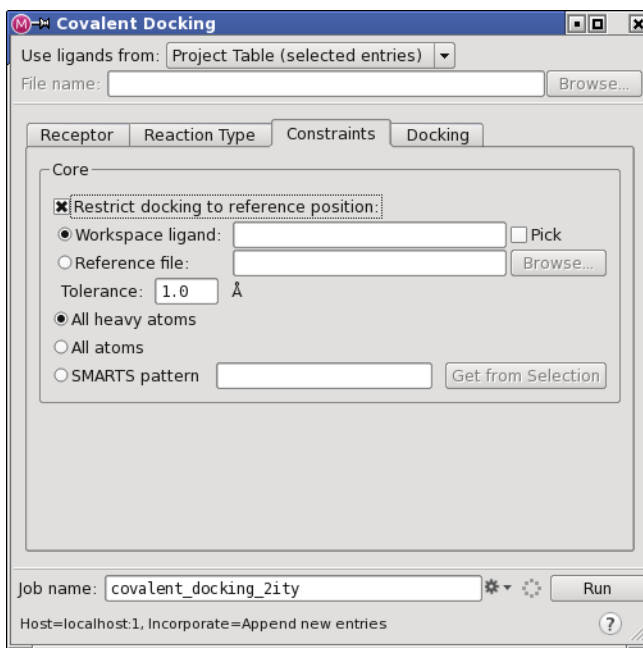 M Covalent Docking
Use ligands from: Project Table (selected entries)
File name: Browse...
Receptor Reaction Type Constraints Docking
Core
Restrict docking to reference position:
Workspace ligand: Pick
Reference file: Browse...
Tolerance: 1.0 Å
All heavy atoms
All atoms
SMARTS pattern Get from Selection
Job name: covalent_docking_2ity Run
Host=localhost:1, Incorporate=Append new entries ?